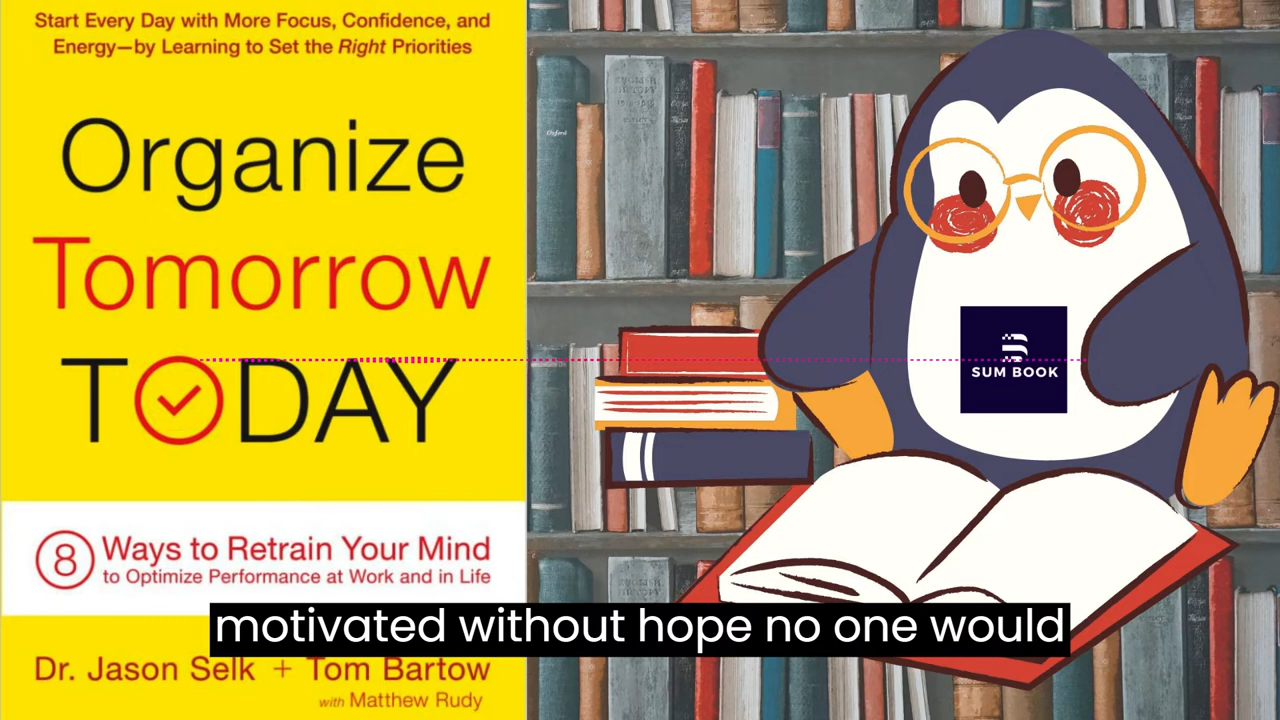 Start Every Day with More Focus, Confidence, and
Energy—by Learning to Set the Right Priorities
Organize
Tomorrow
TODAY
8 Ways to Retrain Your Mind
to Optimize Performance at Work and in Life
Dr. Jason Selk + Tom Bartow
with Matthew Rudy
Oxford
SUM BOOK
motivated without hope no one would